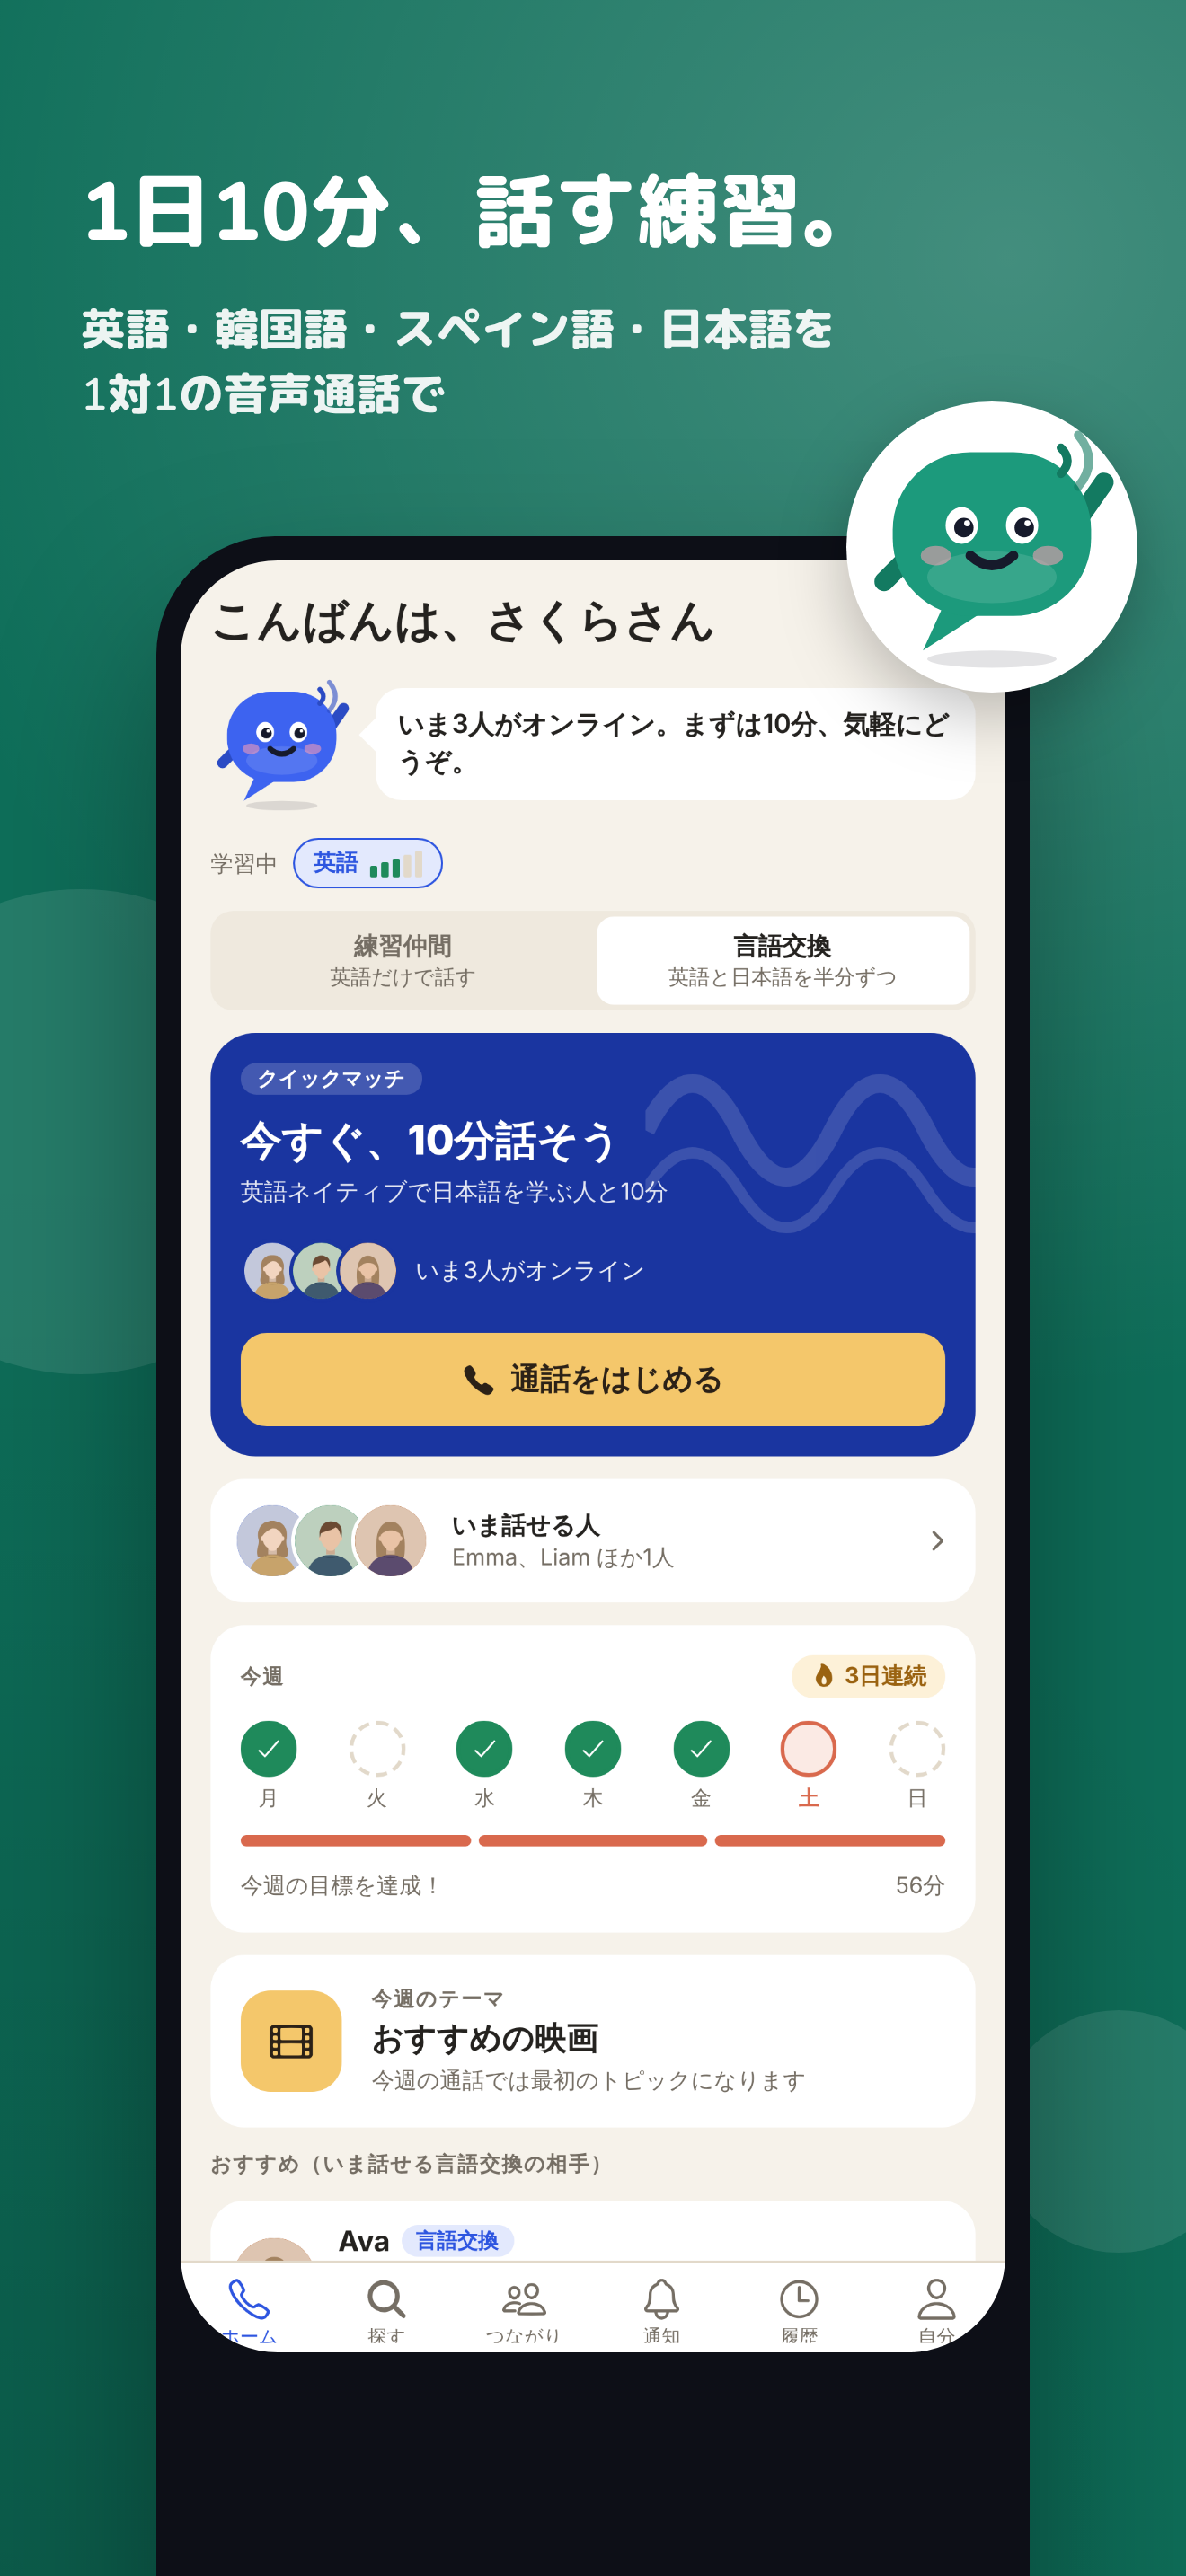 1日10分、話す練習。
英語・韓国語・スペイン語・日本語を
1対1の音声通話で
こんばんは、さくらさん
いま3人がオンライン。まずは10分、気軽にど
うぞ。
学習中 英語
練習仲間
英語だけで話す
言語交換
英語と日本語を半分ずつ
クイックマッチ
今すぐ、10分話そう
英語ネイティブで日本語を学ぶ人と10分
いま3人がオンライン
通話をはじめる
いま話せる人
Emma、Liam ほか1人
今週 3日連続
月 火 水 木 金 土 日
今週の目標を達成！ 56分
今週のテーマ
おすすめの映画
今週の通話では最初のトピックになります
おすすめ（いま話せる言語交換の相手）
Ava 言語交換
ホーム 探す つながり 通知 履歴 自分